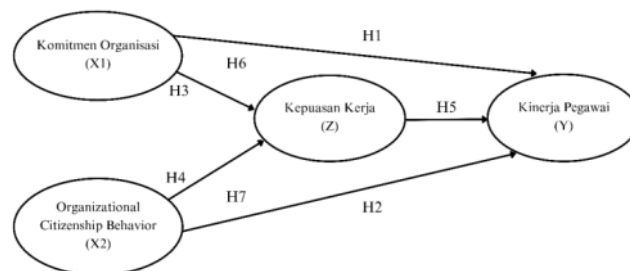 H1
Komitmen Organisasi
(X1)
H6
H3
Kepuasan Kerja
(Z)
H5
Kinerja Pegawai
(Y)
H4
H7
H2
Organizational
Citizenship Behavior
(X2)